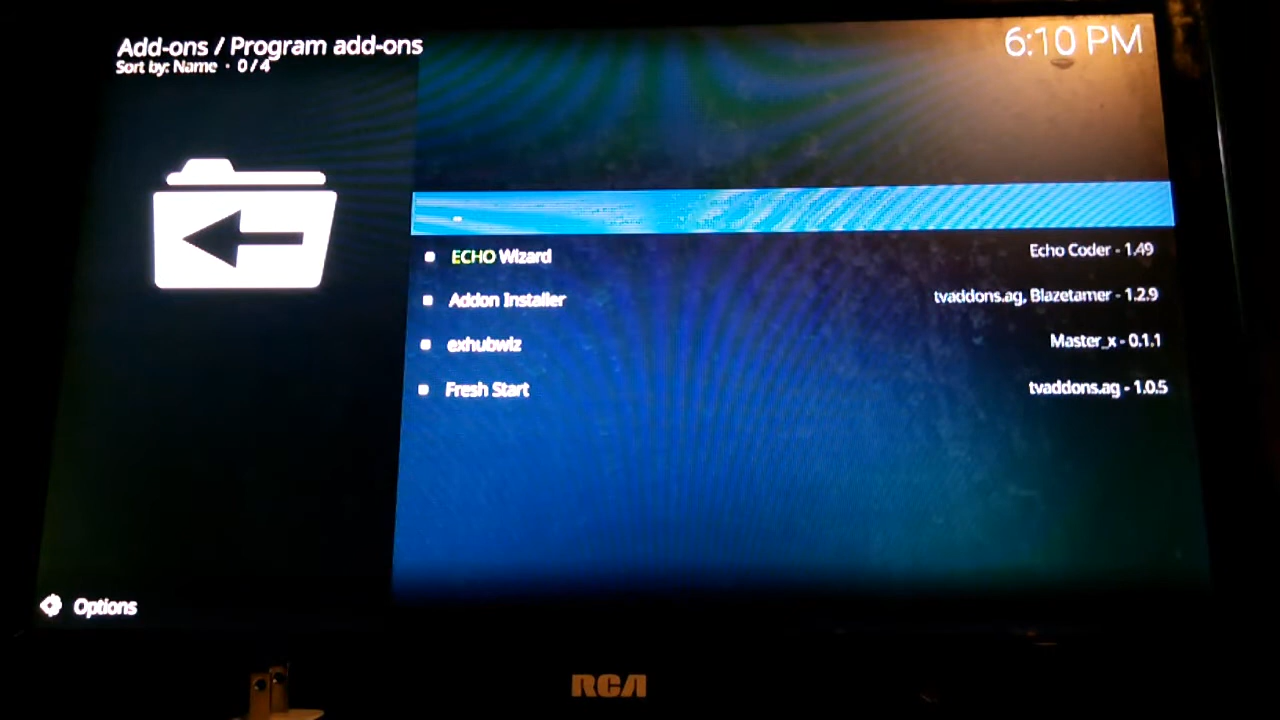 Add-ons / Program add-ons
6:10 PM
Sort by: Name · 0 / 4
ECHO Wizard Echo Coder - 1.49
Addon Installer tvaddons.ag, Blazetamer - 1.2.9
exhubwiz Master_x - 0.1.1
Fresh Start tvaddons.ag - 1.0.5
Options
RCA